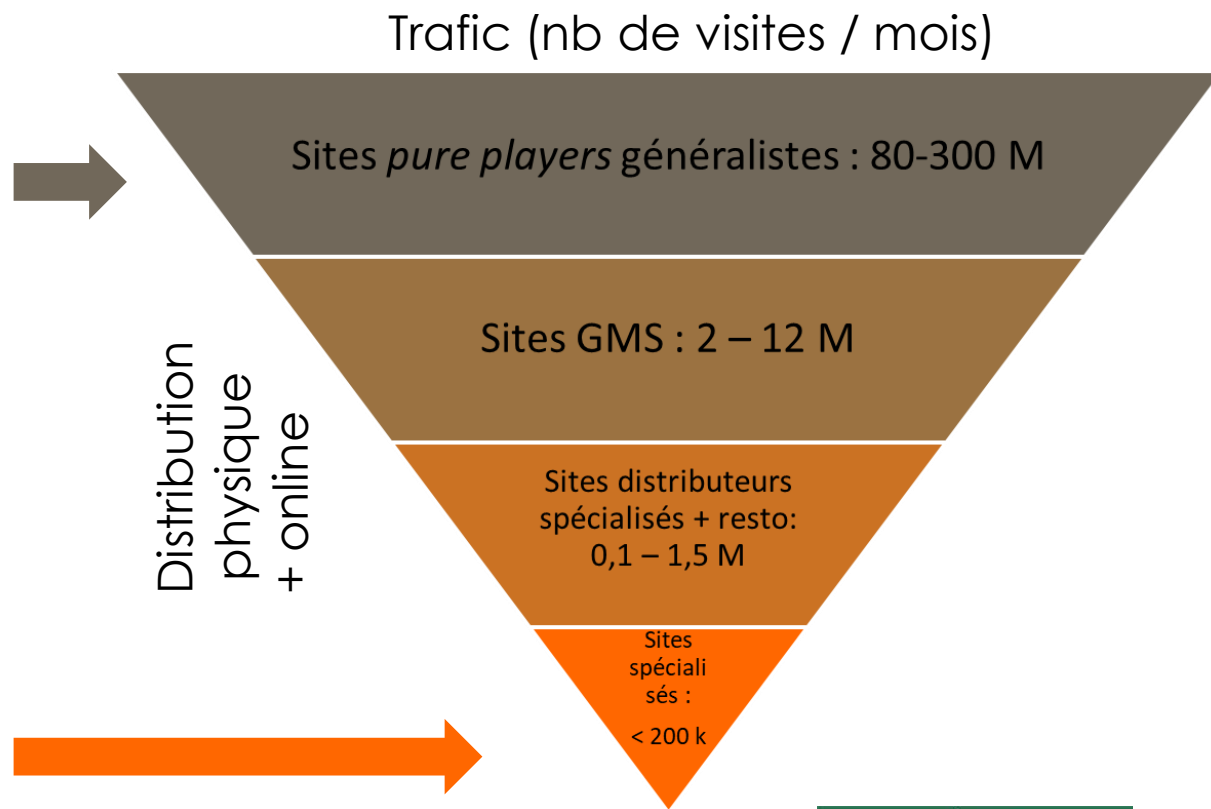 Trafic (nb de visites / mois)
Sites pure players généralistes : 80-300 M
Sites GMS : 2 – 12 M
Distribution
physique
+ online
Sites distributeurs
spécialisés + resto:
0,1 – 1,5 M
Sites
spéciali
sés :
< 200 k